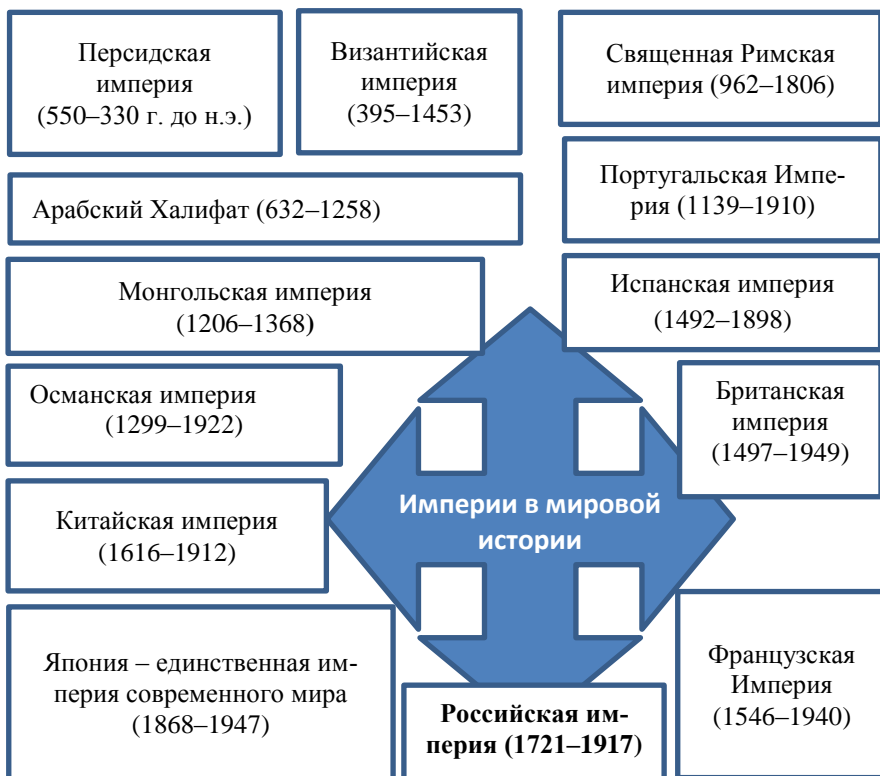 Персидская
империя
(550–330 г. до н.э.)
Византийская
империя
(395–1453)
Священная Римская
империя (962–1806)
Арабский Халифат (632–1258)
Португальская Импе-
рия (1139–1910)
Монгольская империя
(1206–1368)
Испанская империя
(1492–1898)
Османская империя
(1299–1922)
Британская
империя
(1497–1949)
Империи в мировой
истории
Китайская империя
(1616–1912)
Япония – единственная им-
перия современного мира
(1868–1947)
Российская им-
перия (1721–1917)
Французская
Империя
(1546–1940)